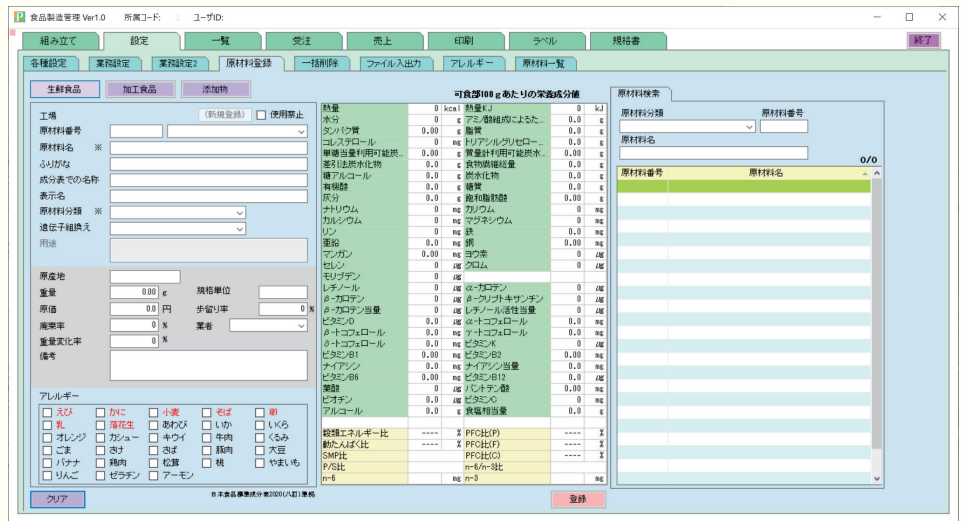 食品製造管理 Ver1.0 所属コード: : ユーザID:
組み立て 設定 一覧 受注 売上 印刷 ラベル 規格書 終了
各種設定 業務設定 業務設定2 原材料登録 一括削除 ファイル入出力 アレルギー 原材料一覧
生鮮食品 加工食品 添加物
可食部100gあたりの栄養成分値
工場 (新規登録) 使用禁止
原材料番号
原材料名 ※
ふりがな
成分表での名称
表示名
原材料分類 ※
遺伝子組換え
用途
原産地
重量 0.00 g 規格単位
原価 0.0 円 歩留り率 0 %
廃棄率 0 % 業者
重量変化率 0 %
備考
アレルギー
えび かに 小麦 そば 卵
乳 落花生 あわび いか いくら
オレンジ カシュー キウイ 牛肉 くるみ
ごま さけ さば 豚肉 大豆
バナナ 鶏肉 松茸 桃 やまいも
りんご ゼラチン アーモン
クリア 日本食品標準成分表2020(八訂)準拠
熱量 0 kcal 熱量KJ 0 kJ
水分 0 g アミノ酸組成によるた... 0.0 g
タンパク質 0.00 g 脂質 0.0 g
コレステロール 0 mg トリアシルグリセロー... 0.0 g
単糖当量利用可能炭... 0.00 g 質量計利用可能炭水... 0.0 g
差引法炭水化物 0.0 g 食物繊維総量 0.0 g
糖アルコール 0.0 g 炭水化物 0.0 g
有機酸 0.0 g 糖質 0.0 g
灰分 0.0 g 飽和脂肪酸 0.00 g
ナトリウム 0 mg カリウム 0 mg
カルシウム 0 mg マグネシウム 0 mg
リン 0 mg 鉄 0.0 mg
亜鉛 0.0 mg 銅 0.00 mg
マンガン 0.00 mg ヨウ素 0 μg
セレン 0 μg クロム 0 μg
モリブデン 0 μg
レチノール 0 μg α-カロテン 0 μg
β-カロテン 0 μg β-クリプトキサンチン 0 μg
β-カロテン当量 0 μg レチノール活性当量 0 μg
ビタミンD 0.0 μg α-トコフェロール 0.0 mg
β-トコフェロール 0.0 mg γ-トコフェロール 0.0 mg
δ-トコフェロール 0.0 mg ビタミンK 0 μg
ビタミンB1 0.00 mg ビタミンB2 0.00 mg
ナイアシン 0.0 mg ナイアシン当量 0.0 mg
ビタミンB6 0.00 mg ビタミンB12 0.0 μg
葉酸 0 μg パントテン酸 0.00 mg
ビオチン 0.0 μg ビタミンC 0 mg
アルコール 0.0 g 食塩相当量 0.0 g
穀類エネルギー比 ---- % PFC比(P) ---- %
動たんぱく比 ---- % PFC比(F) ---- %
SMP比 PFC比(C) ---- %
P/S比 n-6/n-3比
n-6 mg n-3 mg
登録
原材料検索
原材料分類 原材料番号
原材料名
0/0
原材料番号 原材料名